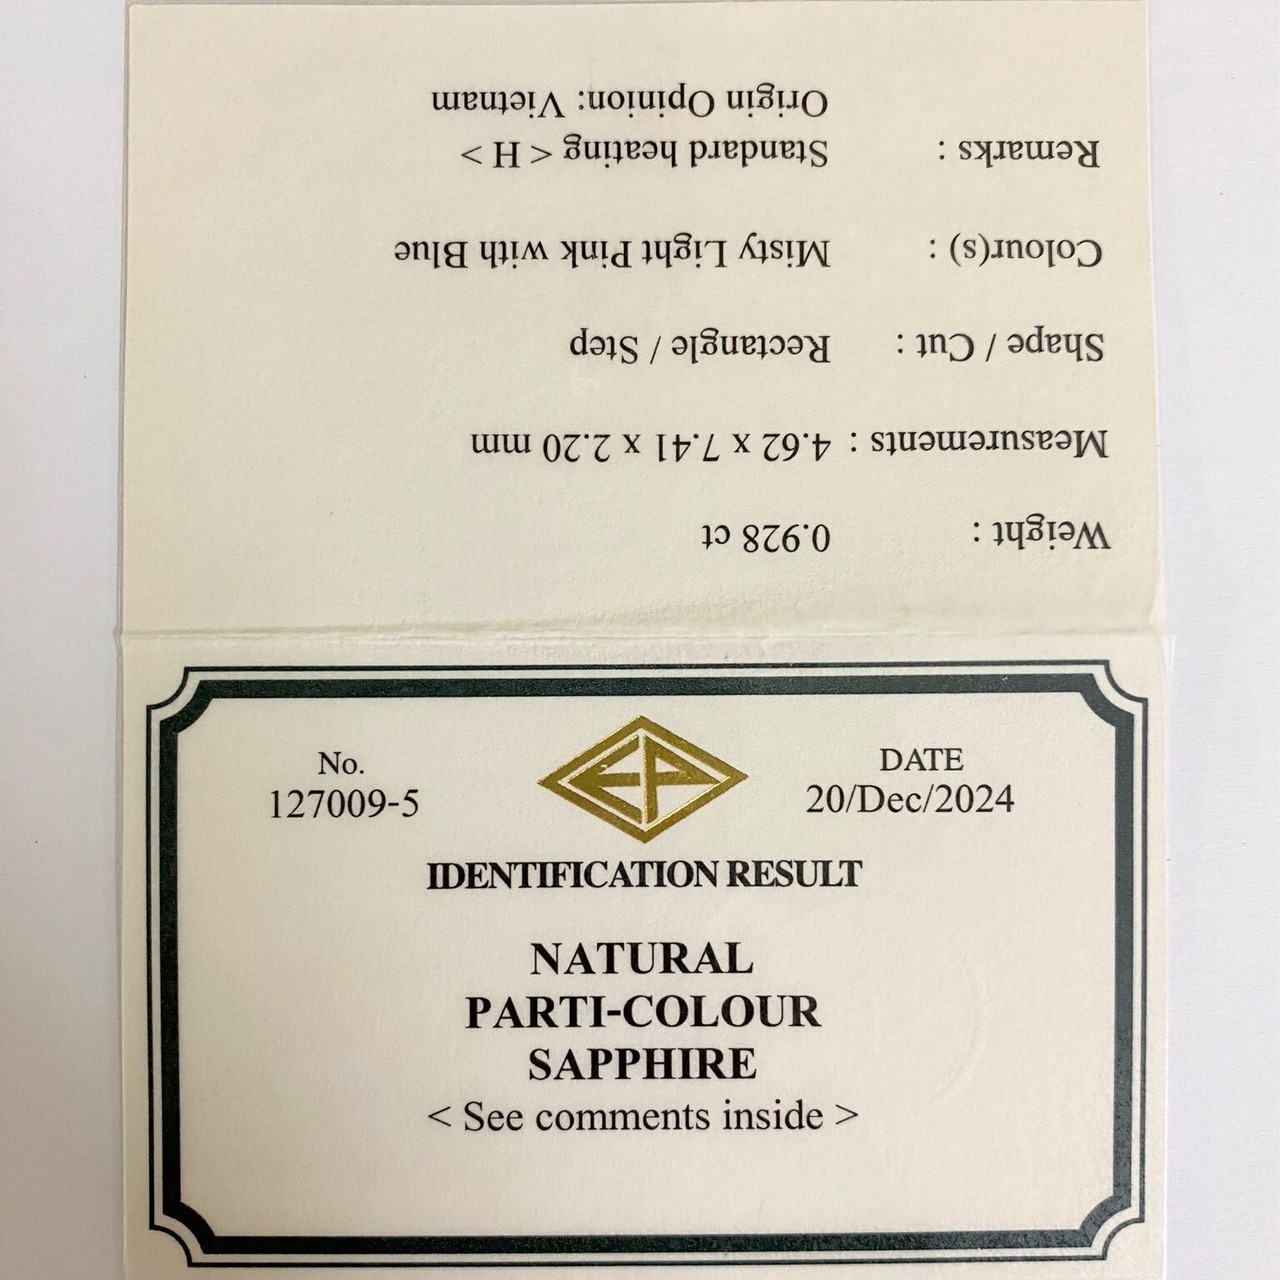 Weight : 0.928 ct
Measurements : 4.62 x 7.41 x 2.20 mm
Shape / Cut : Rectangle / Step
Colour(s) : Misty Light Pink with Blue
Remarks : Standard heating < H >
Origin Opinion: Vietnam
No.
127009-5
EP
DATE
20/Dec/2024
IDENTIFICATION RESULT
NATURAL
PARTI-COLOUR
SAPPHIRE
< See comments inside >